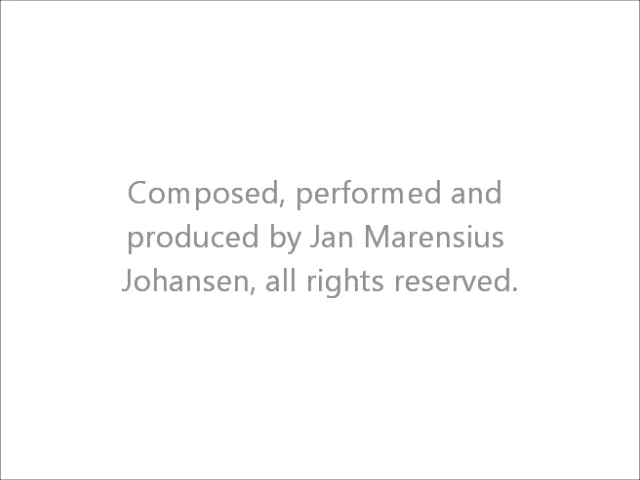 Composed, performed and
produced by Jan Marensius
Johansen, all rights reserved.